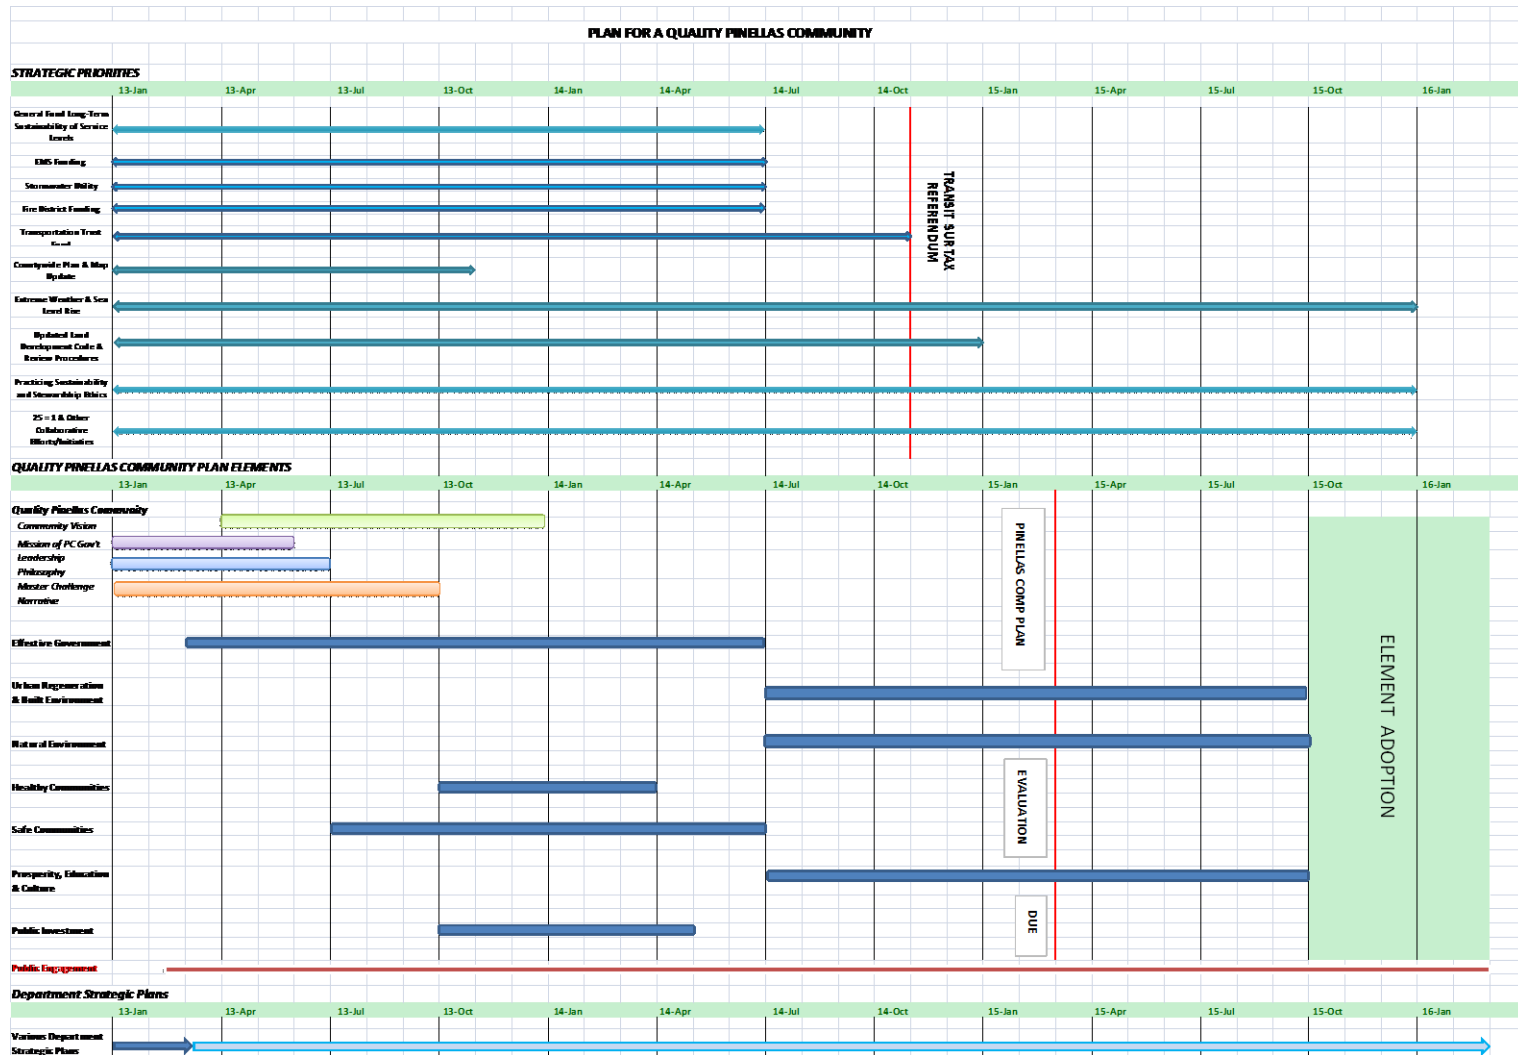 PLAN FOR A QUALITY PINELLAS COMMUNITY
STRATEGIC PRIORITIES
13-Jan 13-Apr 13-Jul 13-Oct 14-Jan 14-Apr 14-Jul 14-Oct 15-Jan 15-Apr 15-Jul 15-Oct 16-Jan
General Fund Long-Term
Sustainability of Service
Levels
EMS Funding
Stormwater Utility
Fire District Funding
Transportation Trust
Fund
Countywide Plan & Map
Update
Extreme Weather & Sea
Level Rise
Updated Land
Development Code &
Review Procedures
Practicing Sustainability
and Stewardship Ethics
25 = 1 & Other
Collaborative
Efforts/Initiaties
TRANSIT SURTAX
REFERENDUM
QUALITY PINELLAS COMMUNITY PLAN ELEMENTS
13-Jan 13-Apr 13-Jul 13-Oct 14-Jan 14-Apr 14-Jul 14-Oct 15-Jan 15-Apr 15-Jul 15-Oct 16-Jan
Quality Pinellas Community
Community Vision
Mission of PC Gov't
Leadership
Philosophy
Master Challenge
Narrative
Effective Government
Urban Regeneration
& Built Environment
Natural Environment
Healthy Communities
Safe Communities
Prosperity, Education
& Culture
Public Investment
Public Engagement
PINELLAS COMP PLAN
EVALUATION
DUE
ELEMENT ADOPTION
Department Strategic Plans
13-Jan 13-Apr 13-Jul 13-Oct 14-Jan 14-Apr 14-Jul 14-Oct 15-Jan 15-Apr 15-Jul 15-Oct 16-Jan
Various Department
Strategic Plans